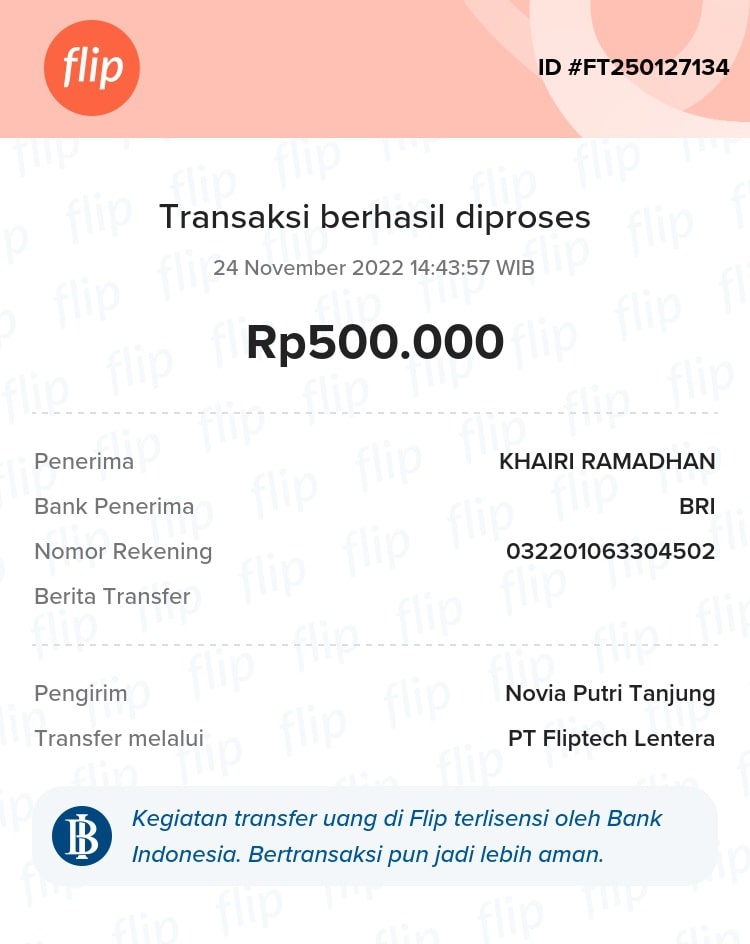 flip
ID #FT250127134
Transaksi berhasil diproses
24 November 2022 14:43:57 WIB
Rp500.000
Penerima KHAIRI RAMADHAN
Bank Penerima BRI
Nomor Rekening 032201063304502
Berita Transfer
Pengirim Novia Putri Tanjung
Transfer melalui PT Fliptech Lentera
Kegiatan transfer uang di Flip terlisensi oleh Bank
Indonesia. Bertransaksi pun jadi lebih aman.